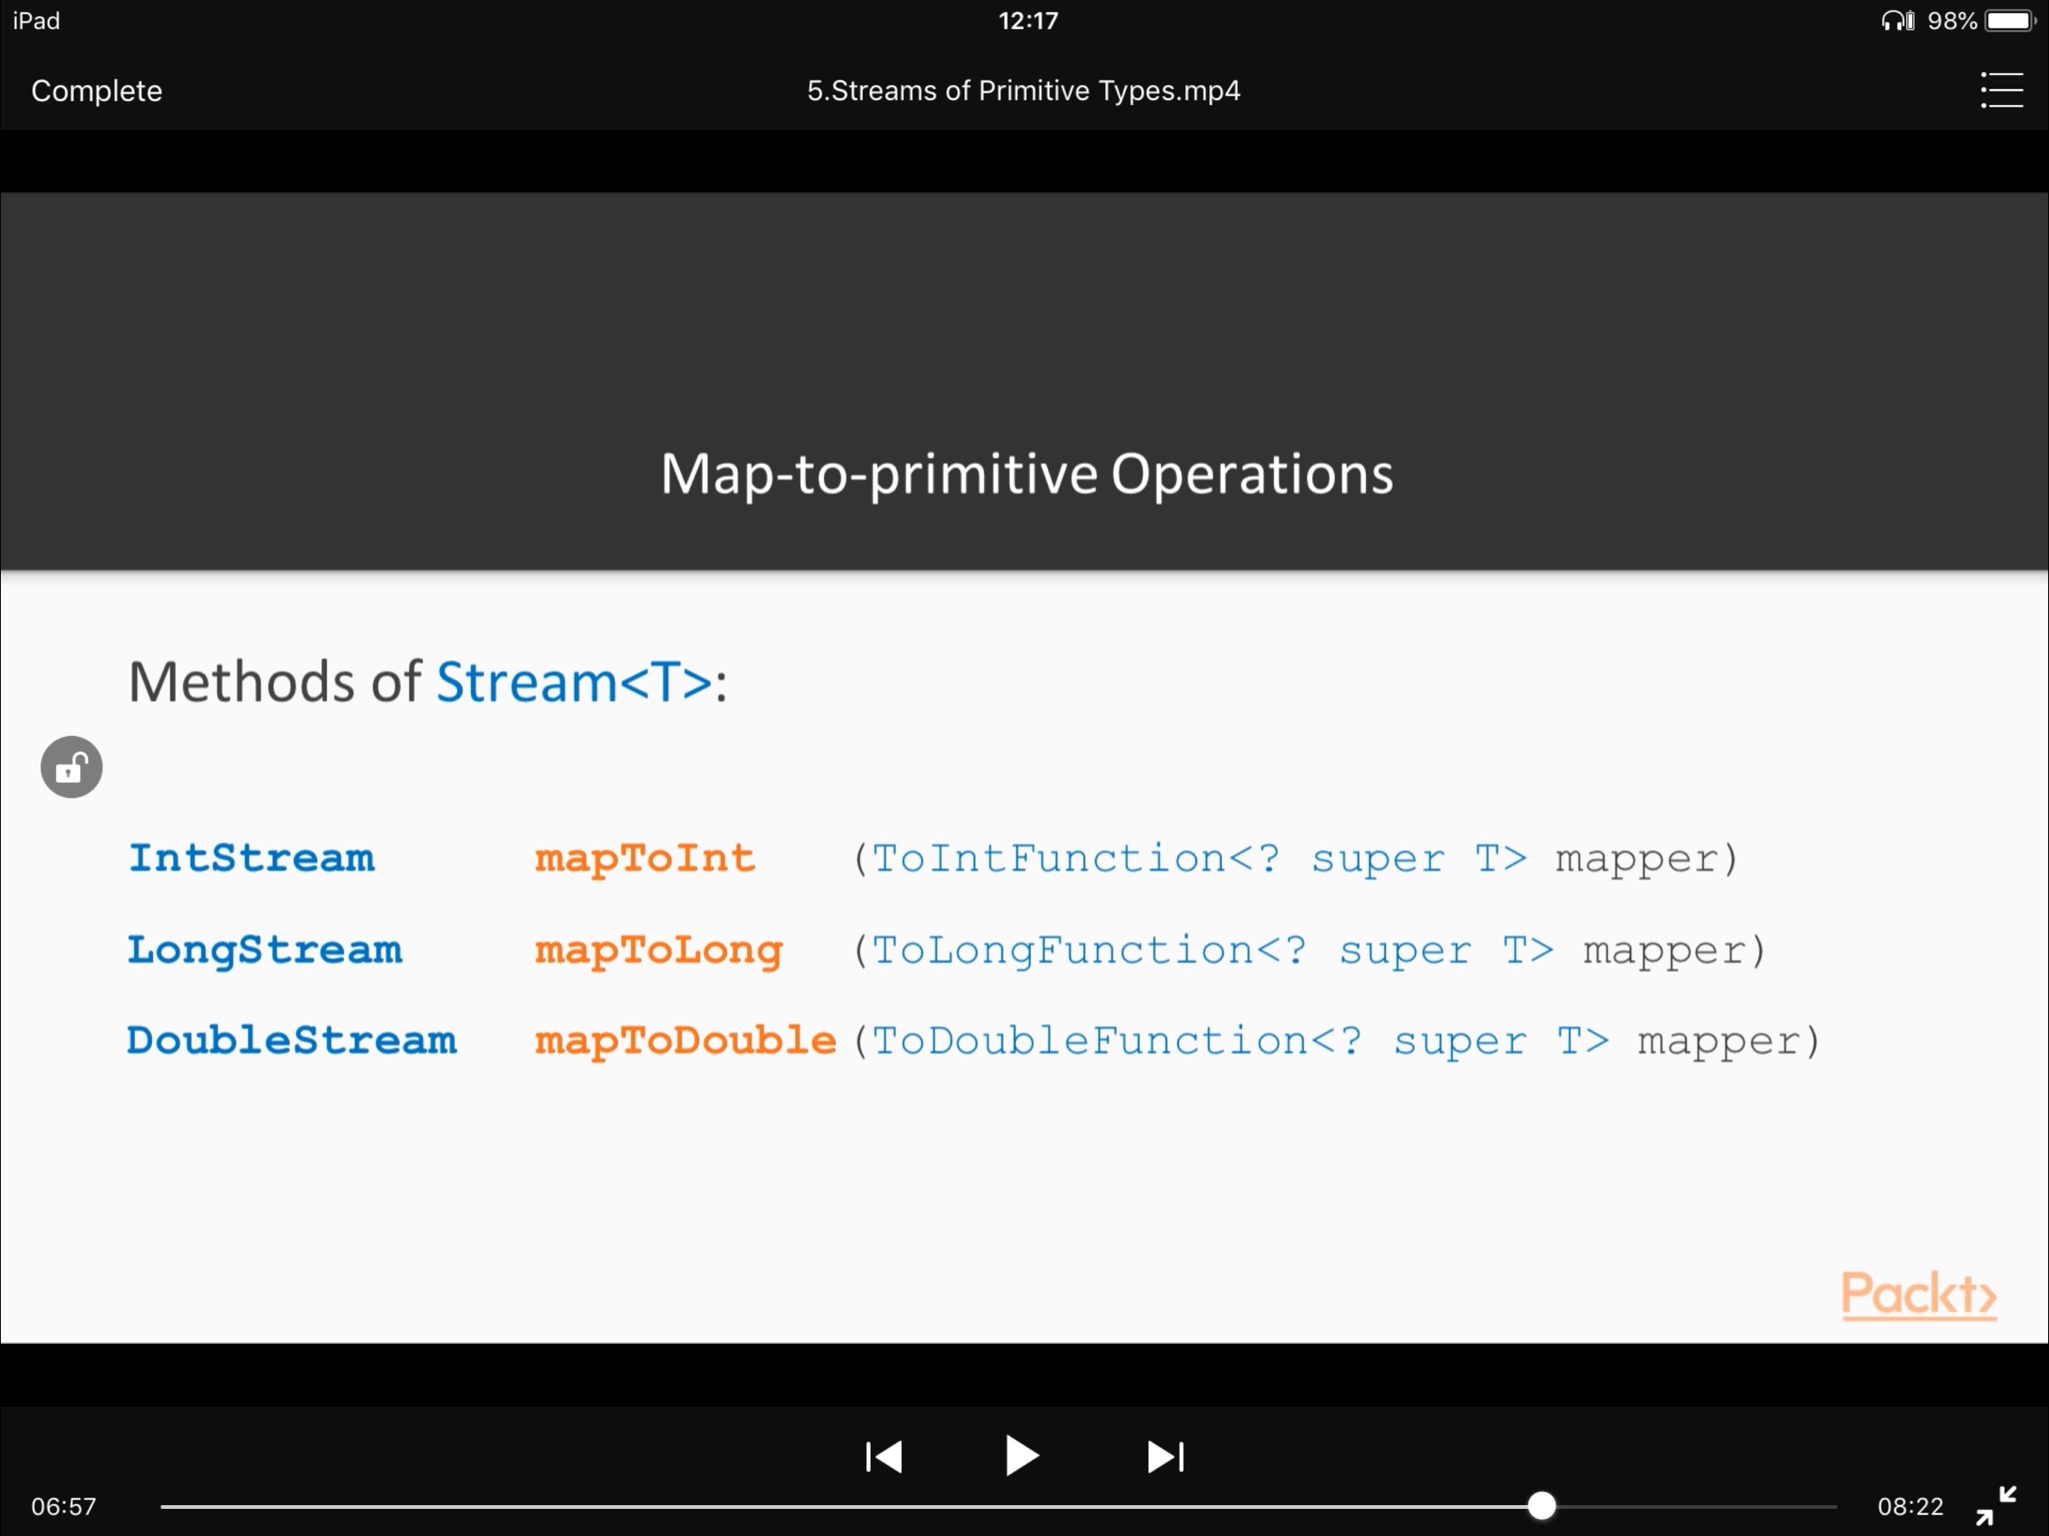 iPad 12:17 98%
Complete 5.Streams of Primitive Types.mp4
Map-to-primitive Operations
Methods of Stream<T>:
IntStream mapToInt (ToIntFunction<? super T> mapper)
LongStream mapToLong (ToLongFunction<? super T> mapper)
DoubleStream mapToDouble (ToDoubleFunction<? super T> mapper)
Packt>
06:57 08:22